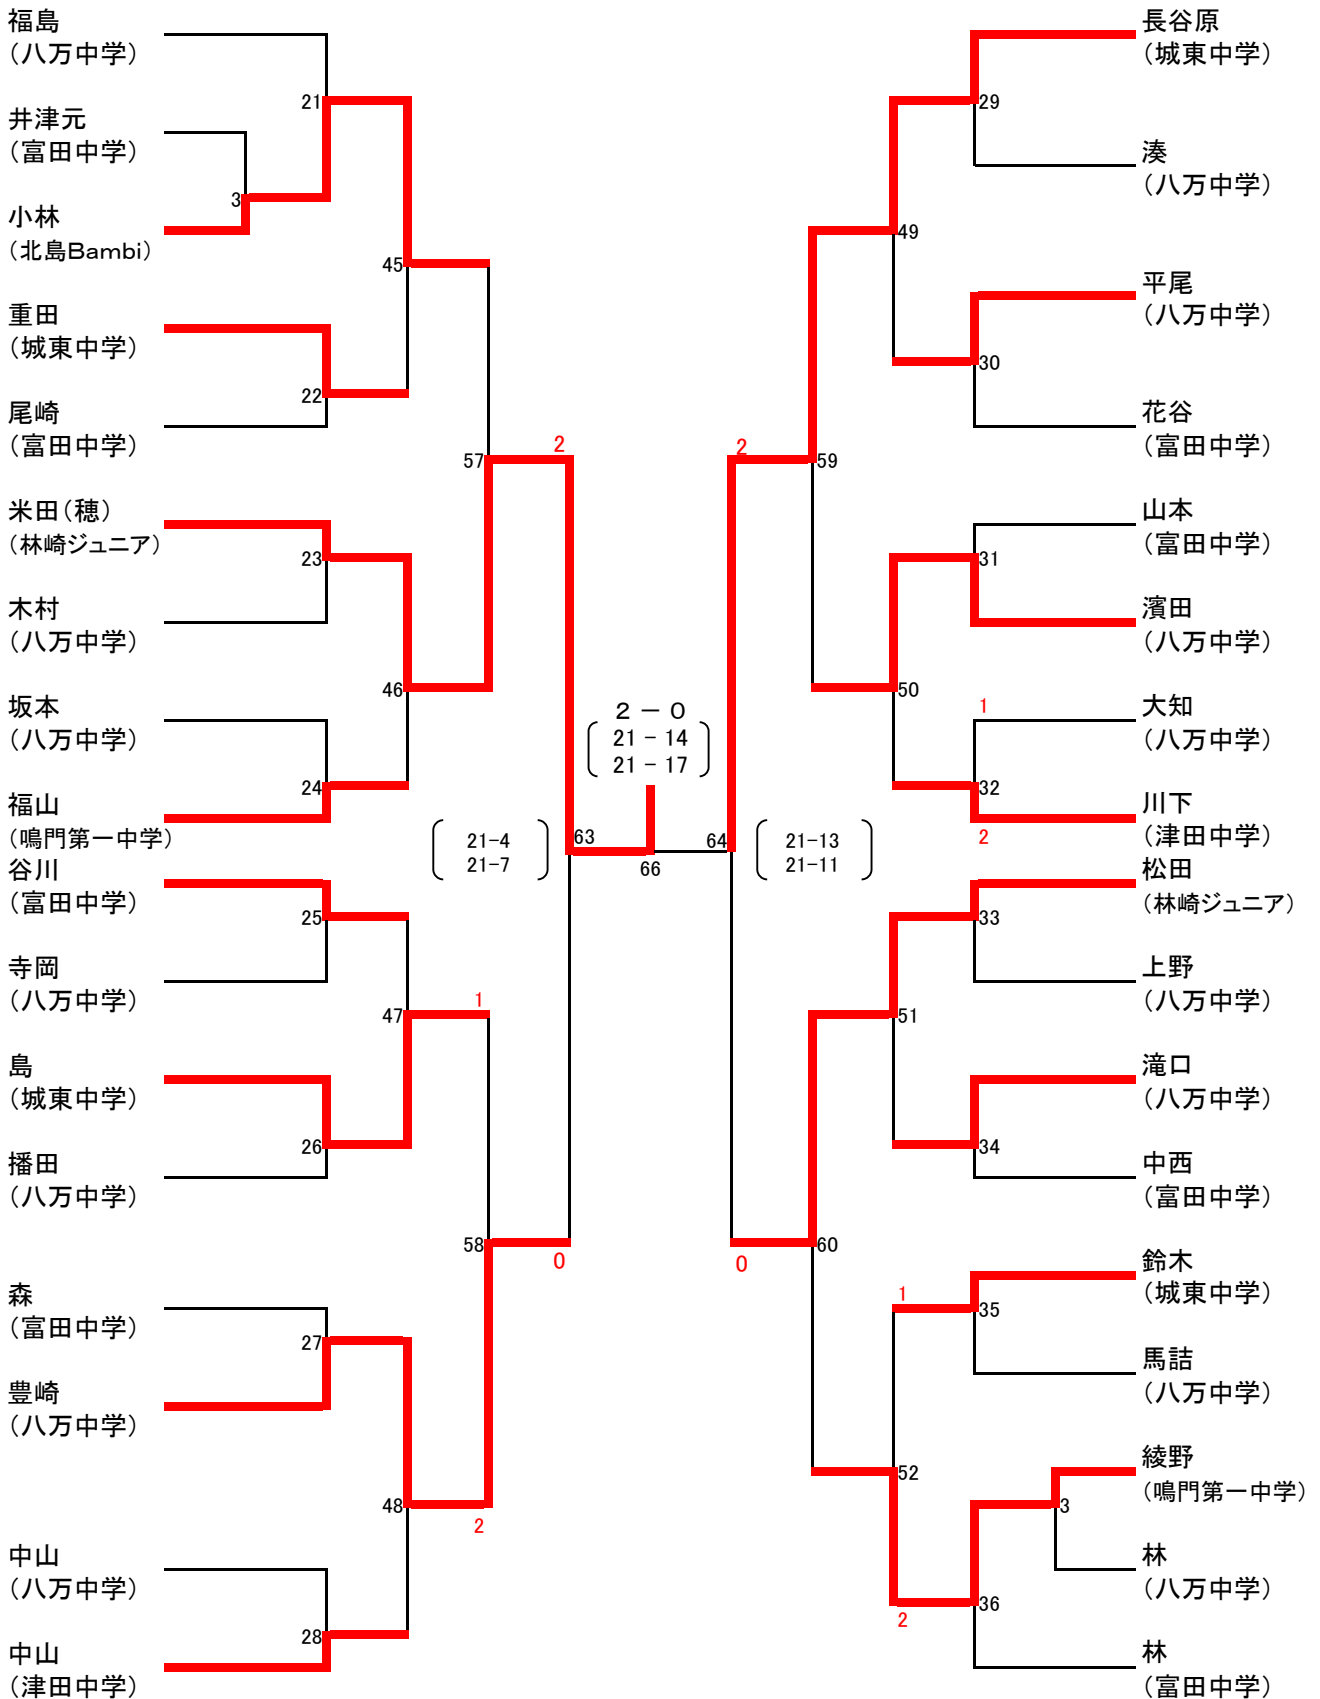 福島
（八万中学）
21
井津元
（富田中学）
3
小林
（北島Bambi）
45
重田
（城東中学）
22
尾崎
（富田中学）
57
2
米田（穂）
（林崎ジュニア）
23
木村
（八万中学）
46
坂本
（八万中学）
24
福山
（鳴門第一中学）
谷川
（富田中学）
25
寺岡
（八万中学）
47
1
島
（城東中学）
26
播田
（八万中学）
58
0
森
（富田中学）
27
豊崎
（八万中学）
48
2
中山
（八万中学）
28
中山
（津田中学）
2 － 0
21 － 14
21 － 17
21-4
21-7
63
66
64
21-13
21-11
長谷原
（城東中学）
29
湊
（八万中学）
49
平尾
（八万中学）
30
花谷
（富田中学）
2
59
山本
（富田中学）
31
濱田
（八万中学）
50
1
大知
（八万中学）
32
川下
（津田中学）
2
松田
（林崎ジュニア）
33
上野
（八万中学）
51
滝口
（八万中学）
34
中西
（富田中学）
60
0
鈴木
（城東中学）
1
35
馬詰
（八万中学）
52
綾野
（鳴門第一中学）
3
林
（八万中学）
36
2
林
（富田中学）